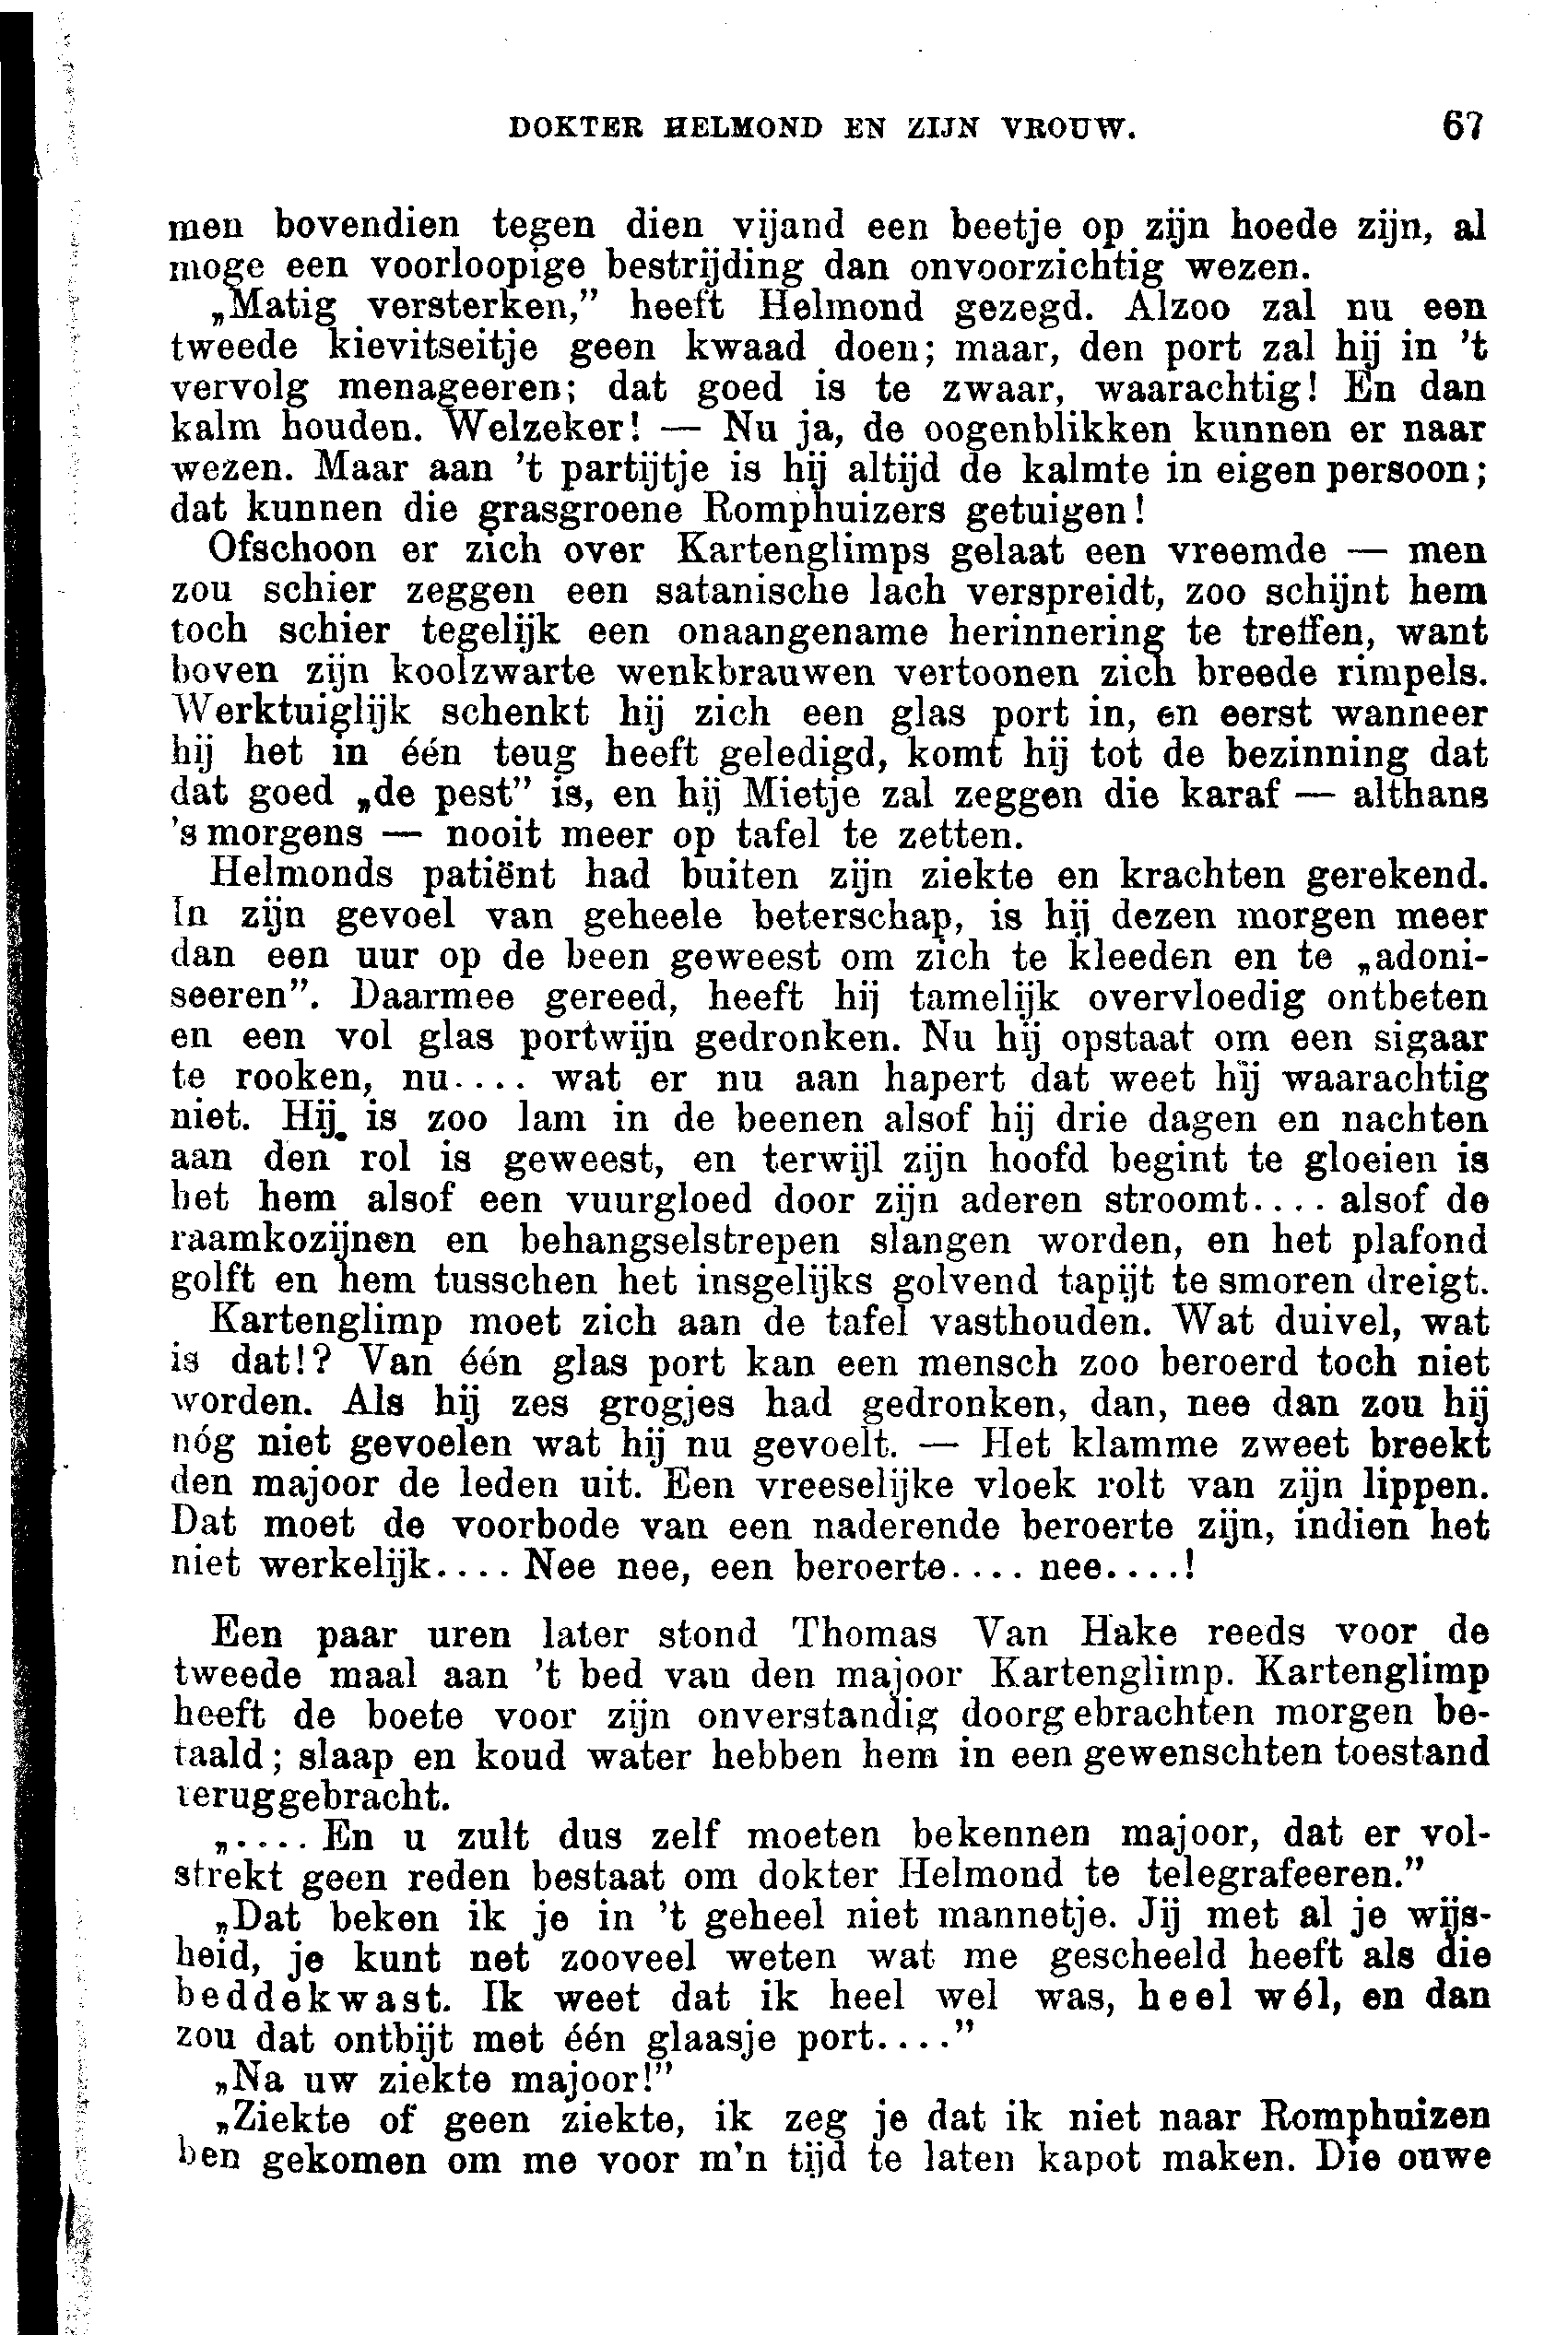 DOKTER HELMOND EN ZIJN VROUW. 67
men bovendien tegen dien vijand een beetje op zijn hoede zijn, al
moge een voorloopige bestrijding dan onvoorzichtig wezen.
„Matig versterken,” heeft Helmond gezegd. Alzoo zal nu een
tweede kievitseitje geen kwaad doen; maar, den port zal hij in 't
vervolg menageeren; dat goed is te zwaar, waarachtig! En dan
kalm houden. Welzeker! — Nu ja, de oogenblikken kunnen er naar
wezen. Maar aan 't partijtje is hij altijd de kalmte in eigen persoon;
dat kunnen die grasgroene Romphuizers getuigen!
Ofschoon er zich over Kartenglimps gelaat een vreemde — men
zou schier zeggen een satanische lach verspreidt, zoo schijnt hem
toch schier tegelijk een onaangename herinnering te treffen, want
boven zijn koolzwarte wenkbrauwen vertoonen zich breede rimpels.
Werktuiglijk schenkt hij zich een glas port in, en eerst wanneer
hij het in één teug heeft geledigd, komt hij tot de bezinning dat
dat goed „de pest” is, en hij Mietje zal zeggen die karaf — althans
's morgens — nooit meer op tafel te zetten.
Helmonds patiënt had buiten zijn ziekte en krachten gerekend.
In zijn gevoel van geheele beterschap, is hij dezen morgen meer
dan een uur op de been geweest om zich te kleeden en te „adoni-
seeren”. Daarmee gereed, heeft hij tamelijk overvloedig ontbeten
en een vol glas portwijn gedronken. Nu hij opstaat om een sigaar
te rooken, nu.... wat er nu aan hapert dat weet hij waarachtig
niet. Hij is zoo lam in de beenen alsof hij drie dagen en nachten
aan den rol is geweest, en terwijl zijn hoofd begint te gloeien is
het hem alsof een vuurgloed door zijn aderen stroomt.... alsof de
raamkozijnen en behangselstrepen slangen worden, en het plafond
golft en hem tusschen het insgelijks golvend tapijt te smoren dreigt.
Kartenglimp moet zich aan de tafel vasthouden. Wat duivel, wat
is dat!? Van één glas port kan een mensch zoo beroerd toch niet
worden. Als hij zes grogjes had gedronken, dan, nee dan zou hij
nóg niet gevoelen wat hij nu gevoelt. — Het klamme zweet breekt
den majoor de leden uit. Een vreeselijke vloek rolt van zijn lippen.
Dat moet de voorbode van een naderende beroerte zijn, indien het
niet werkelijk.... Nee nee, een beroerte.... nee....!
Een paar uren later stond Thomas Van Hake reeds voor de
tweede maal aan 't bed van den majoor Kartenglimp. Kartenglimp
heeft de boete voor zijn onverstandig doorgebrachten morgen be-
taald; slaap en koud water hebben hem in een gewenschten toestand
teruggebracht.
„.... En u zult dus zelf moeten bekennen majoor, dat er vol-
strekt geen reden bestaat om dokter Helmond te telegrafeeren.”
„Dat beken ik je in 't geheel niet mannetje. Jij met al je wijs-
heid, je kunt net zooveel weten wat me gescheeld heeft als die
beddekwast. Ik weet dat ik heel wel was, heel wél, en dan
zou dat ontbijt met één glaasje port....”
„Na uw ziekte majoor!”
„Ziekte of geen ziekte, ik zeg je dat ik niet naar Romphuizen
ben gekomen om me voor m'n tijd te laten kapot maken. Die ouwe